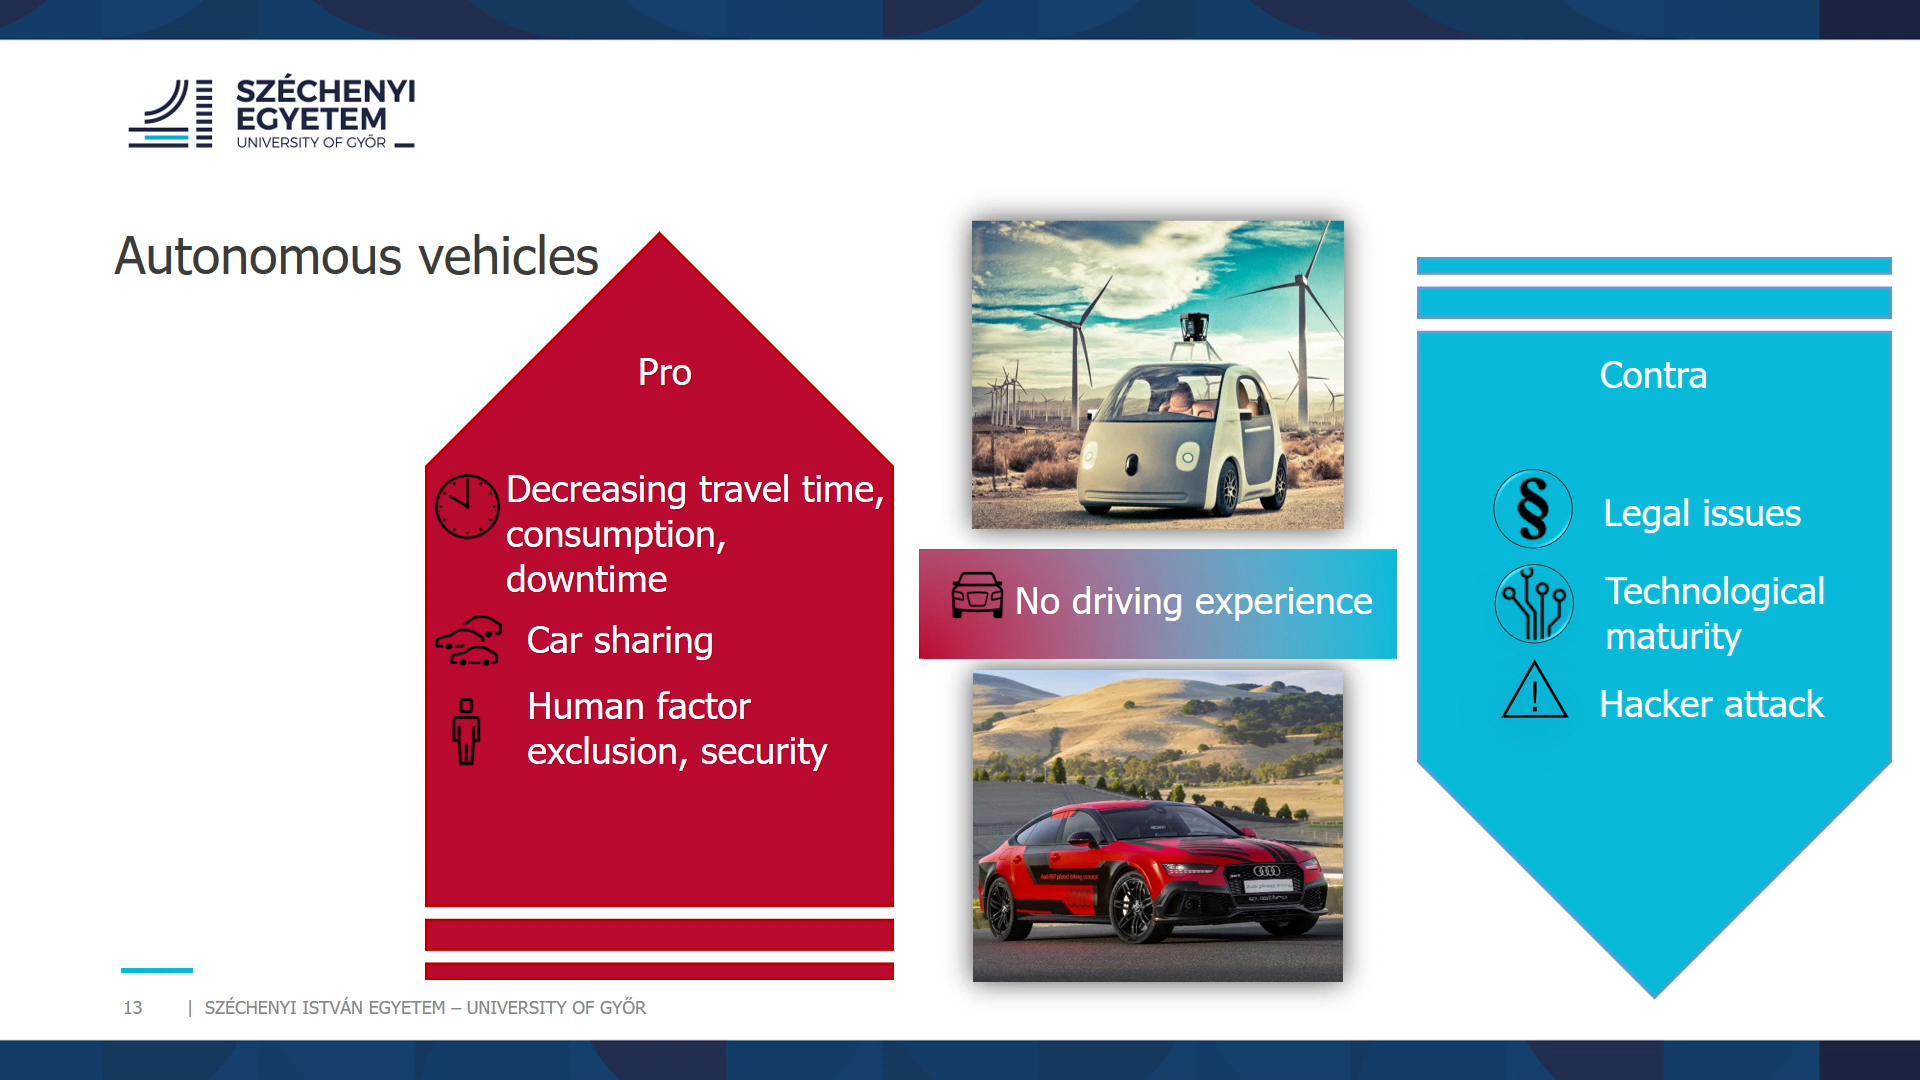 SZÉCHENYI
EGYETEM
UNIVERSITY OF GYŐR
Autonomous vehicles
Pro
Decreasing travel time,
consumption,
downtime
Car sharing
Human factor
exclusion, security
No driving experience
Contra
§
Legal issues
Technological
maturity
!
Hacker attack
quattro
13 | SZÉCHENYI ISTVÁN EGYETEM – UNIVERSITY OF GYŐR